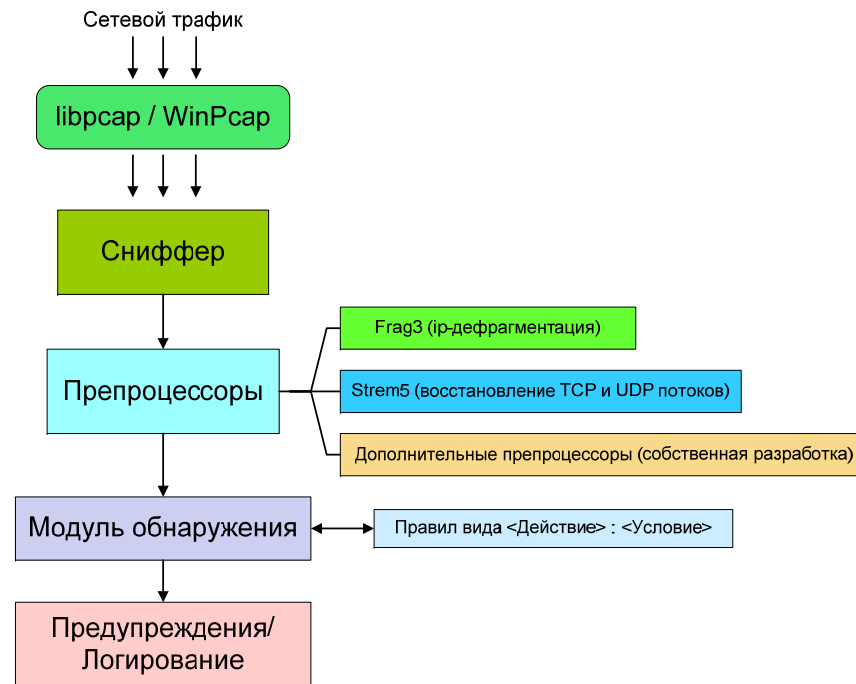 Сетевой трафик
libpcap / WinPcap
Сниффер
Препроцессоры
Frag3 (ip-дефрагментация)
Strem5 (восстановление TCP и UDP потоков)
Дополнительные препроцессоры (собственная разработка)
Модуль обнаружения
Правил вида <Действие> : <Условие>
Предупреждения/
Логирование